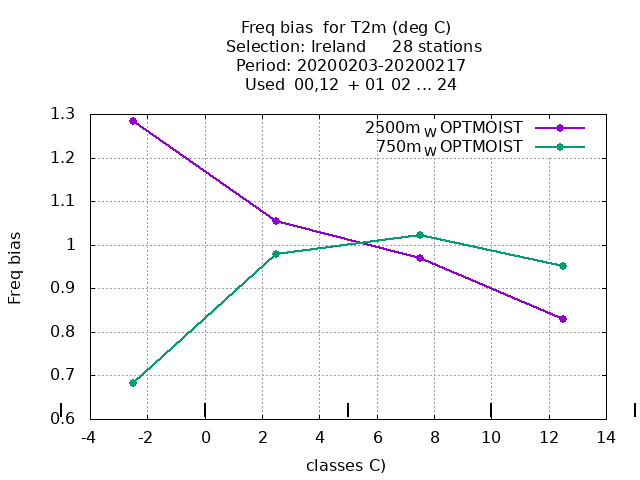 Freq bias  for T2m (deg C)
Selection: Ireland     28 stations
Period: 20200203-20200217
Used  00,12  + 01 02 ... 24
1.3
1.2
1.1
1
0.9
0.8
0.7
0.6
Freq bias
2500m W OPTMOIST
750m W OPTMOIST
-4 -2 0 2 4 6 8 10 12 14
classes C)